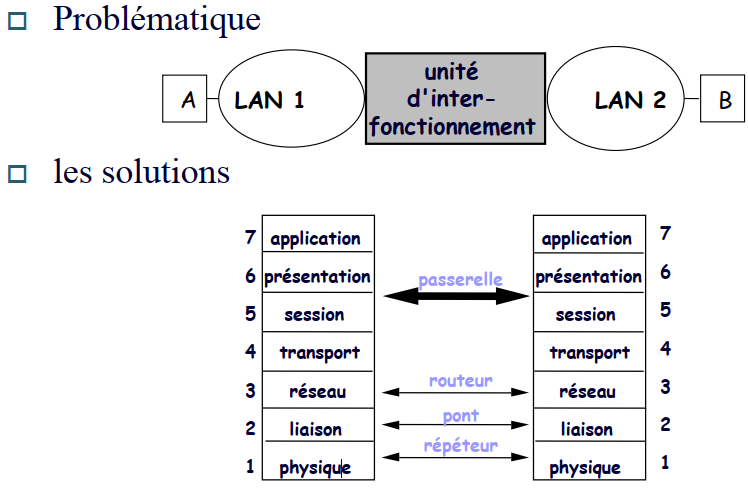 Problématique
A
LAN 1
unité
d'inter-
fonctionnement
LAN 2
B
les solutions
7 application application 7
6 présentation passerelle présentation 6
5 session session 5
4 transport transport 4
3 réseau routeur réseau 3
2 liaison pont liaison 2
1 physique répéteur physique 1